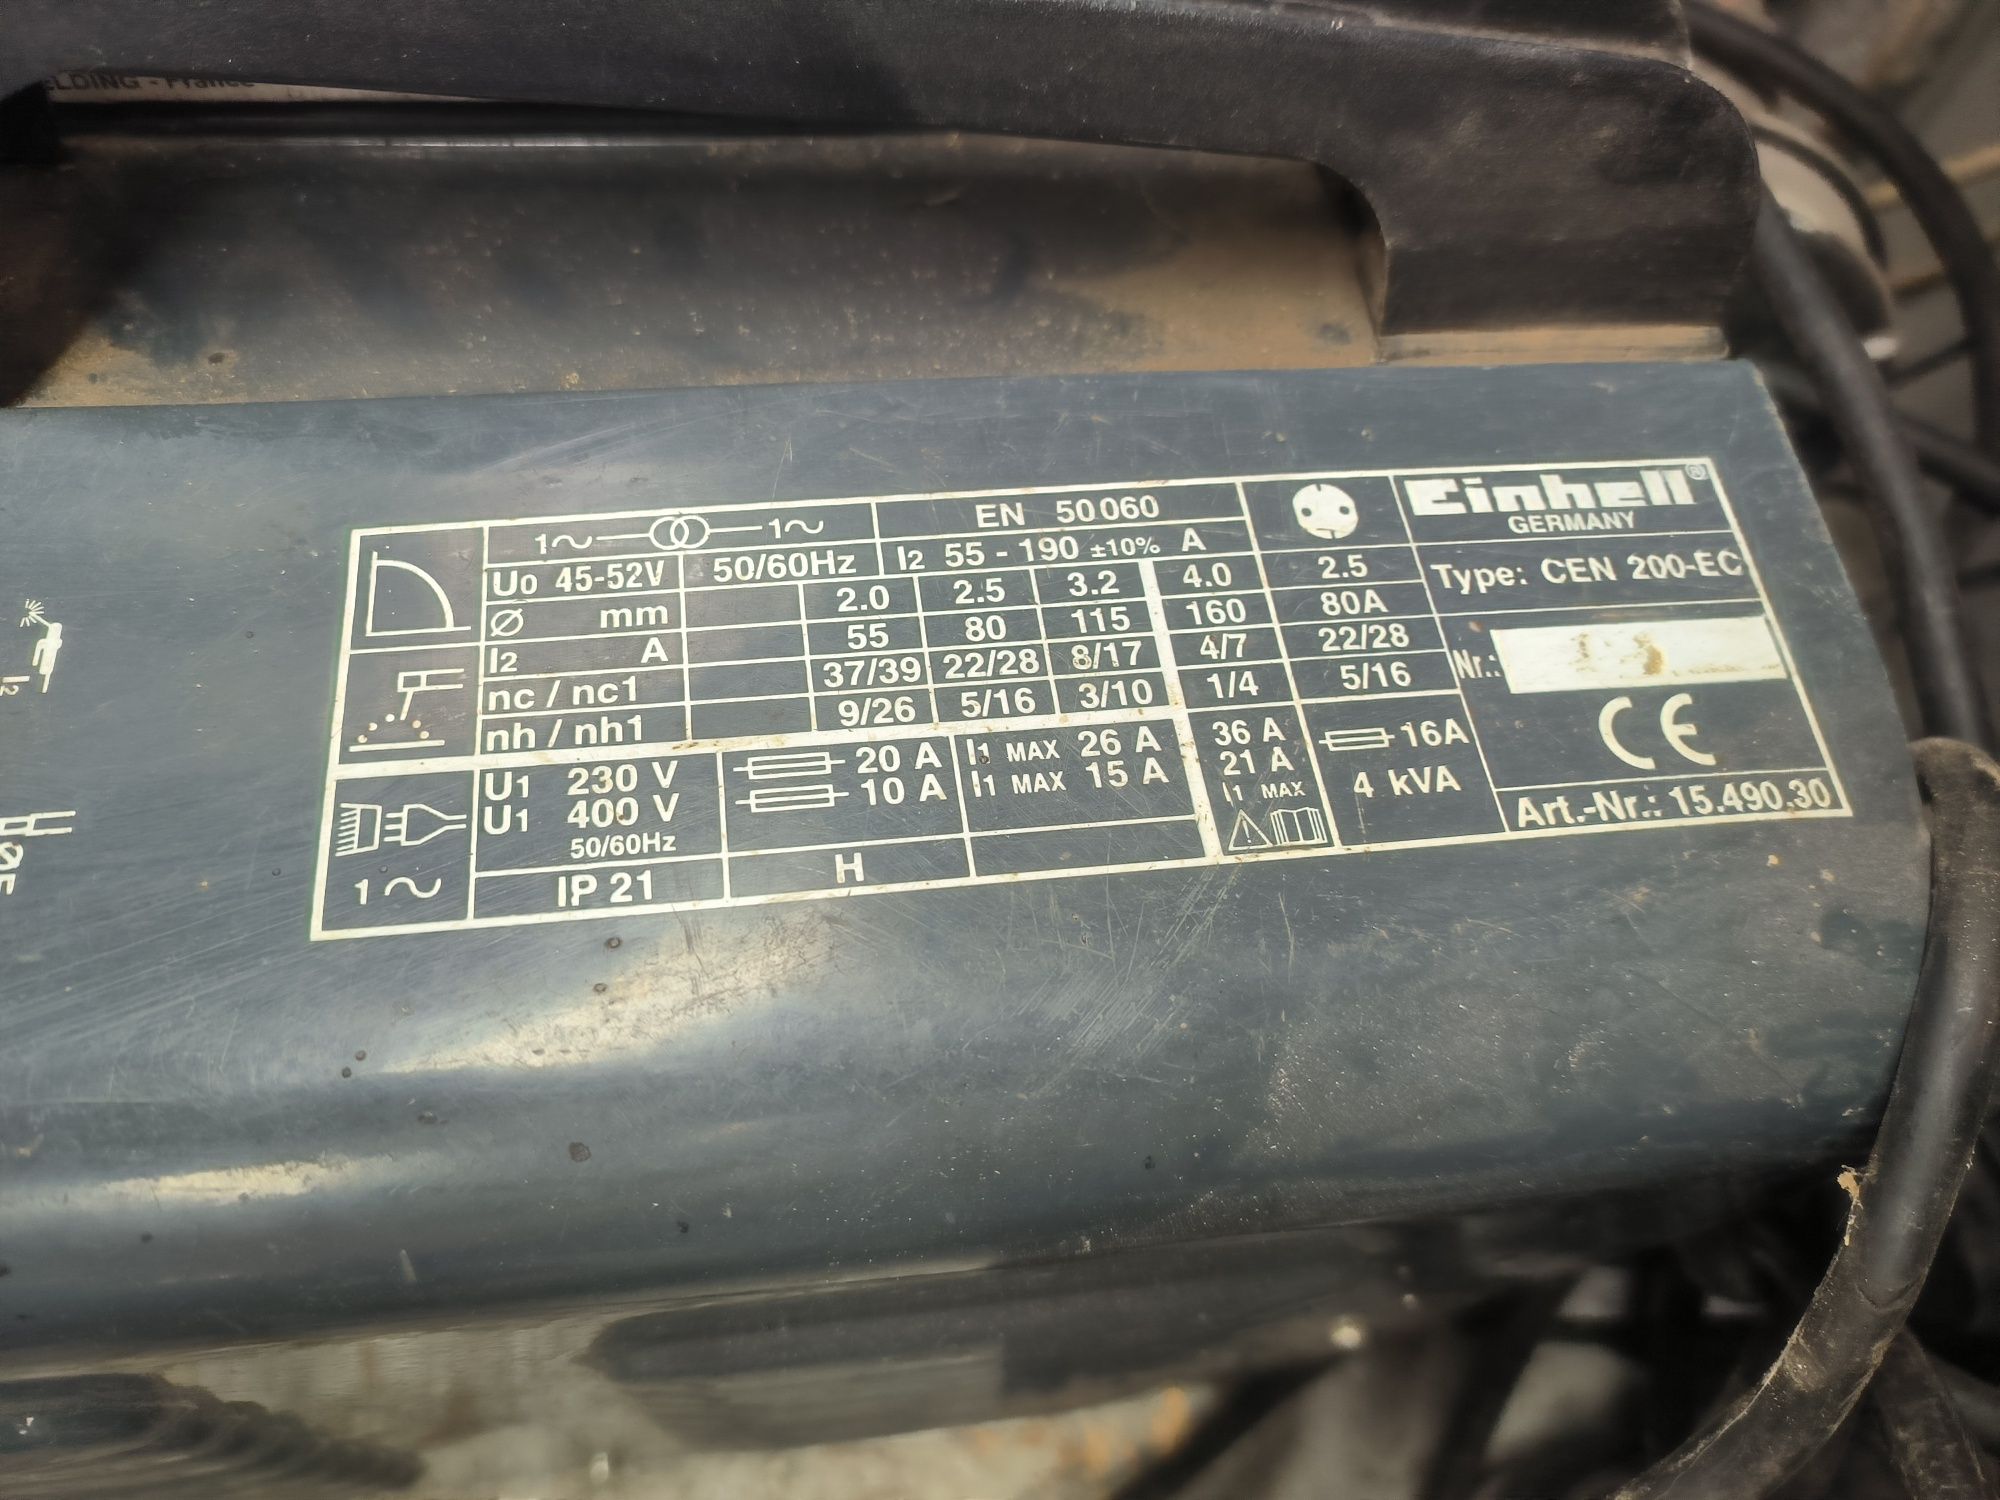 ELDING - France
1~ 1~ EN 50060
Einhell®
GERMANY
U0 45-52V 50/60Hz I2 55 - 190 ±10% A
Ø mm 2.0 2.5 3.2 4.0 2.5
Type: CEN 200-EC
I2 A 55 80 115 160 80A
nc / nc1 37/39 22/28 8/17 4/7 22/28
Nr.:
nh / nh1 9/26 5/16 3/10 1/4 5/16
CE
U1 230 V 20 A I1 MAX 26 A 36 A 16A
U1 400 V 10 A I1 MAX 15 A 21 A 4 kVA
50/60Hz I1 MAX
Art.-Nr.: 15.490.30
1~ IP 21 H
I2